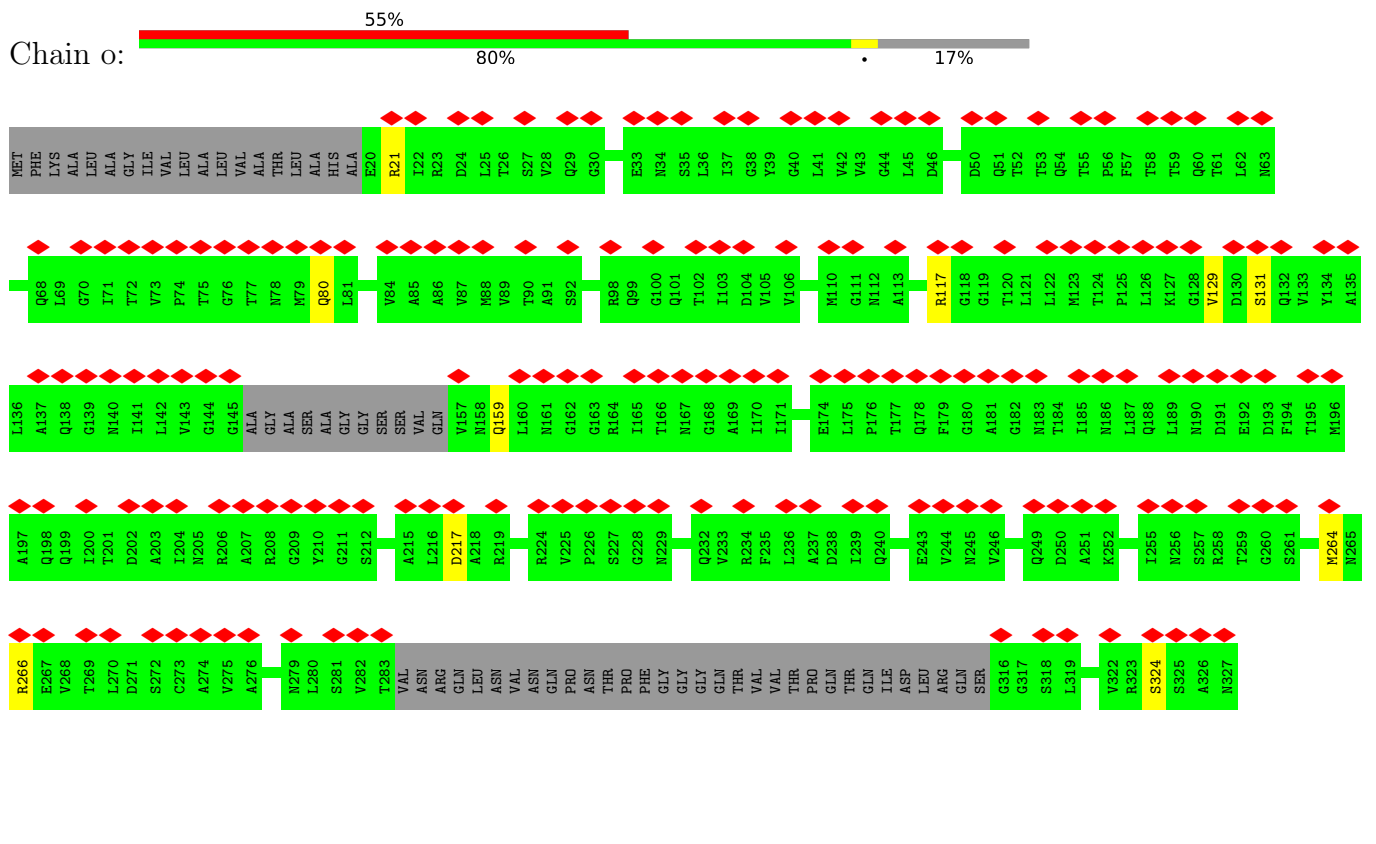 55%
Chain o:
80% • 17%
MET PHE LYS ALA LEU ALA GLY ILE VAL LEU ALA LEU VAL ALA THR LEU ALA HIS ALA E20 R21 I22 R23 D24 L25 T26 S27 V28 Q29 G30 E33 N34 S35 L36 I37 G38 Y39 G40 L41 V42 V43 G44 L45 D46 D50 Q51 T52 T53 Q54 T55 P56 F57 T58 T59 Q60 T61 L62 N63
Q68 L69 G70 I71 T72 V73 P74 T75 G76 T77 N78 M79 Q80 L81 V84 A85 A86 V87 M88 V89 T90 A91 S92 R98 Q99 G100 Q101 T102 I103 D104 V105 V106 M110 G111 N112 A113 R117 G118 G119 T120 L121 L122 M123 T124 P125 L126 K127 G128 V129 D130 S131 Q132 V133 Y134 A135
L136 A137 Q138 G139 N140 I141 L142 V143 G144 G145 ALA GLY ALA SER ALA GLY GLY SER SER VAL GLN V157 N158 Q159 L160 N161 G162 G163 R164 I165 T166 N167 G168 A169 I170 I171 E174 L175 P176 T177 Q178 F179 G180 A181 G182 N183 T184 I185 N186 L187 Q188 L189 N190 D191 E192 D193 F194 T195 M196
A197 Q198 Q199 I200 T201 D202 A203 I204 N205 R206 A207 R208 G209 Y210 G211 S212 A215 L216 D217 A218 R219 R224 V225 P226 S227 G228 N229 Q232 V233 R234 F235 L236 A237 D238 I239 Q240 E243 V244 N245 V246 Q249 D250 A251 K252 I255 N256 S257 R258 T259 G260 S261 M264 N265
R266 E267 V268 T269 L270 D271 S272 C273 A274 V275 A276 N279 L280 S281 V282 T283 VAL ASN ARG GLN LEU ASN VAL ASN GLN PRO ASN THR PRO PHE GLY GLY GLY GLN THR VAL VAL THR PRO GLN THR GLN ILE ASP LEU ARG GLN SER G316 G317 S318 L319 V322 R323 S324 S325 A326 N327